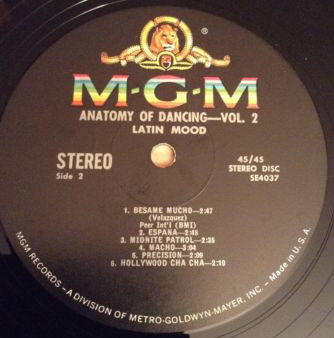 M-G-M
ANATOMY OF DANCING—VOL. 2
LATIN MOOD
STEREO
Side 2
45/45
STEREO DISC
SE4037
1. BESAME MUCHO—2:47
(Velazquez)
Peer Int'l (BMI)
2. ESPANA—2:48
3. MIDNITE PATROL—2:35
4. MACHO—3:04
5. PRECISION—2:09
6. HOLLYWOOD CHA CHA—2:10
MGM RECORDS – A DIVISION OF METRO-GOLDWYN-MAYER, INC. – Made in U. S. A.